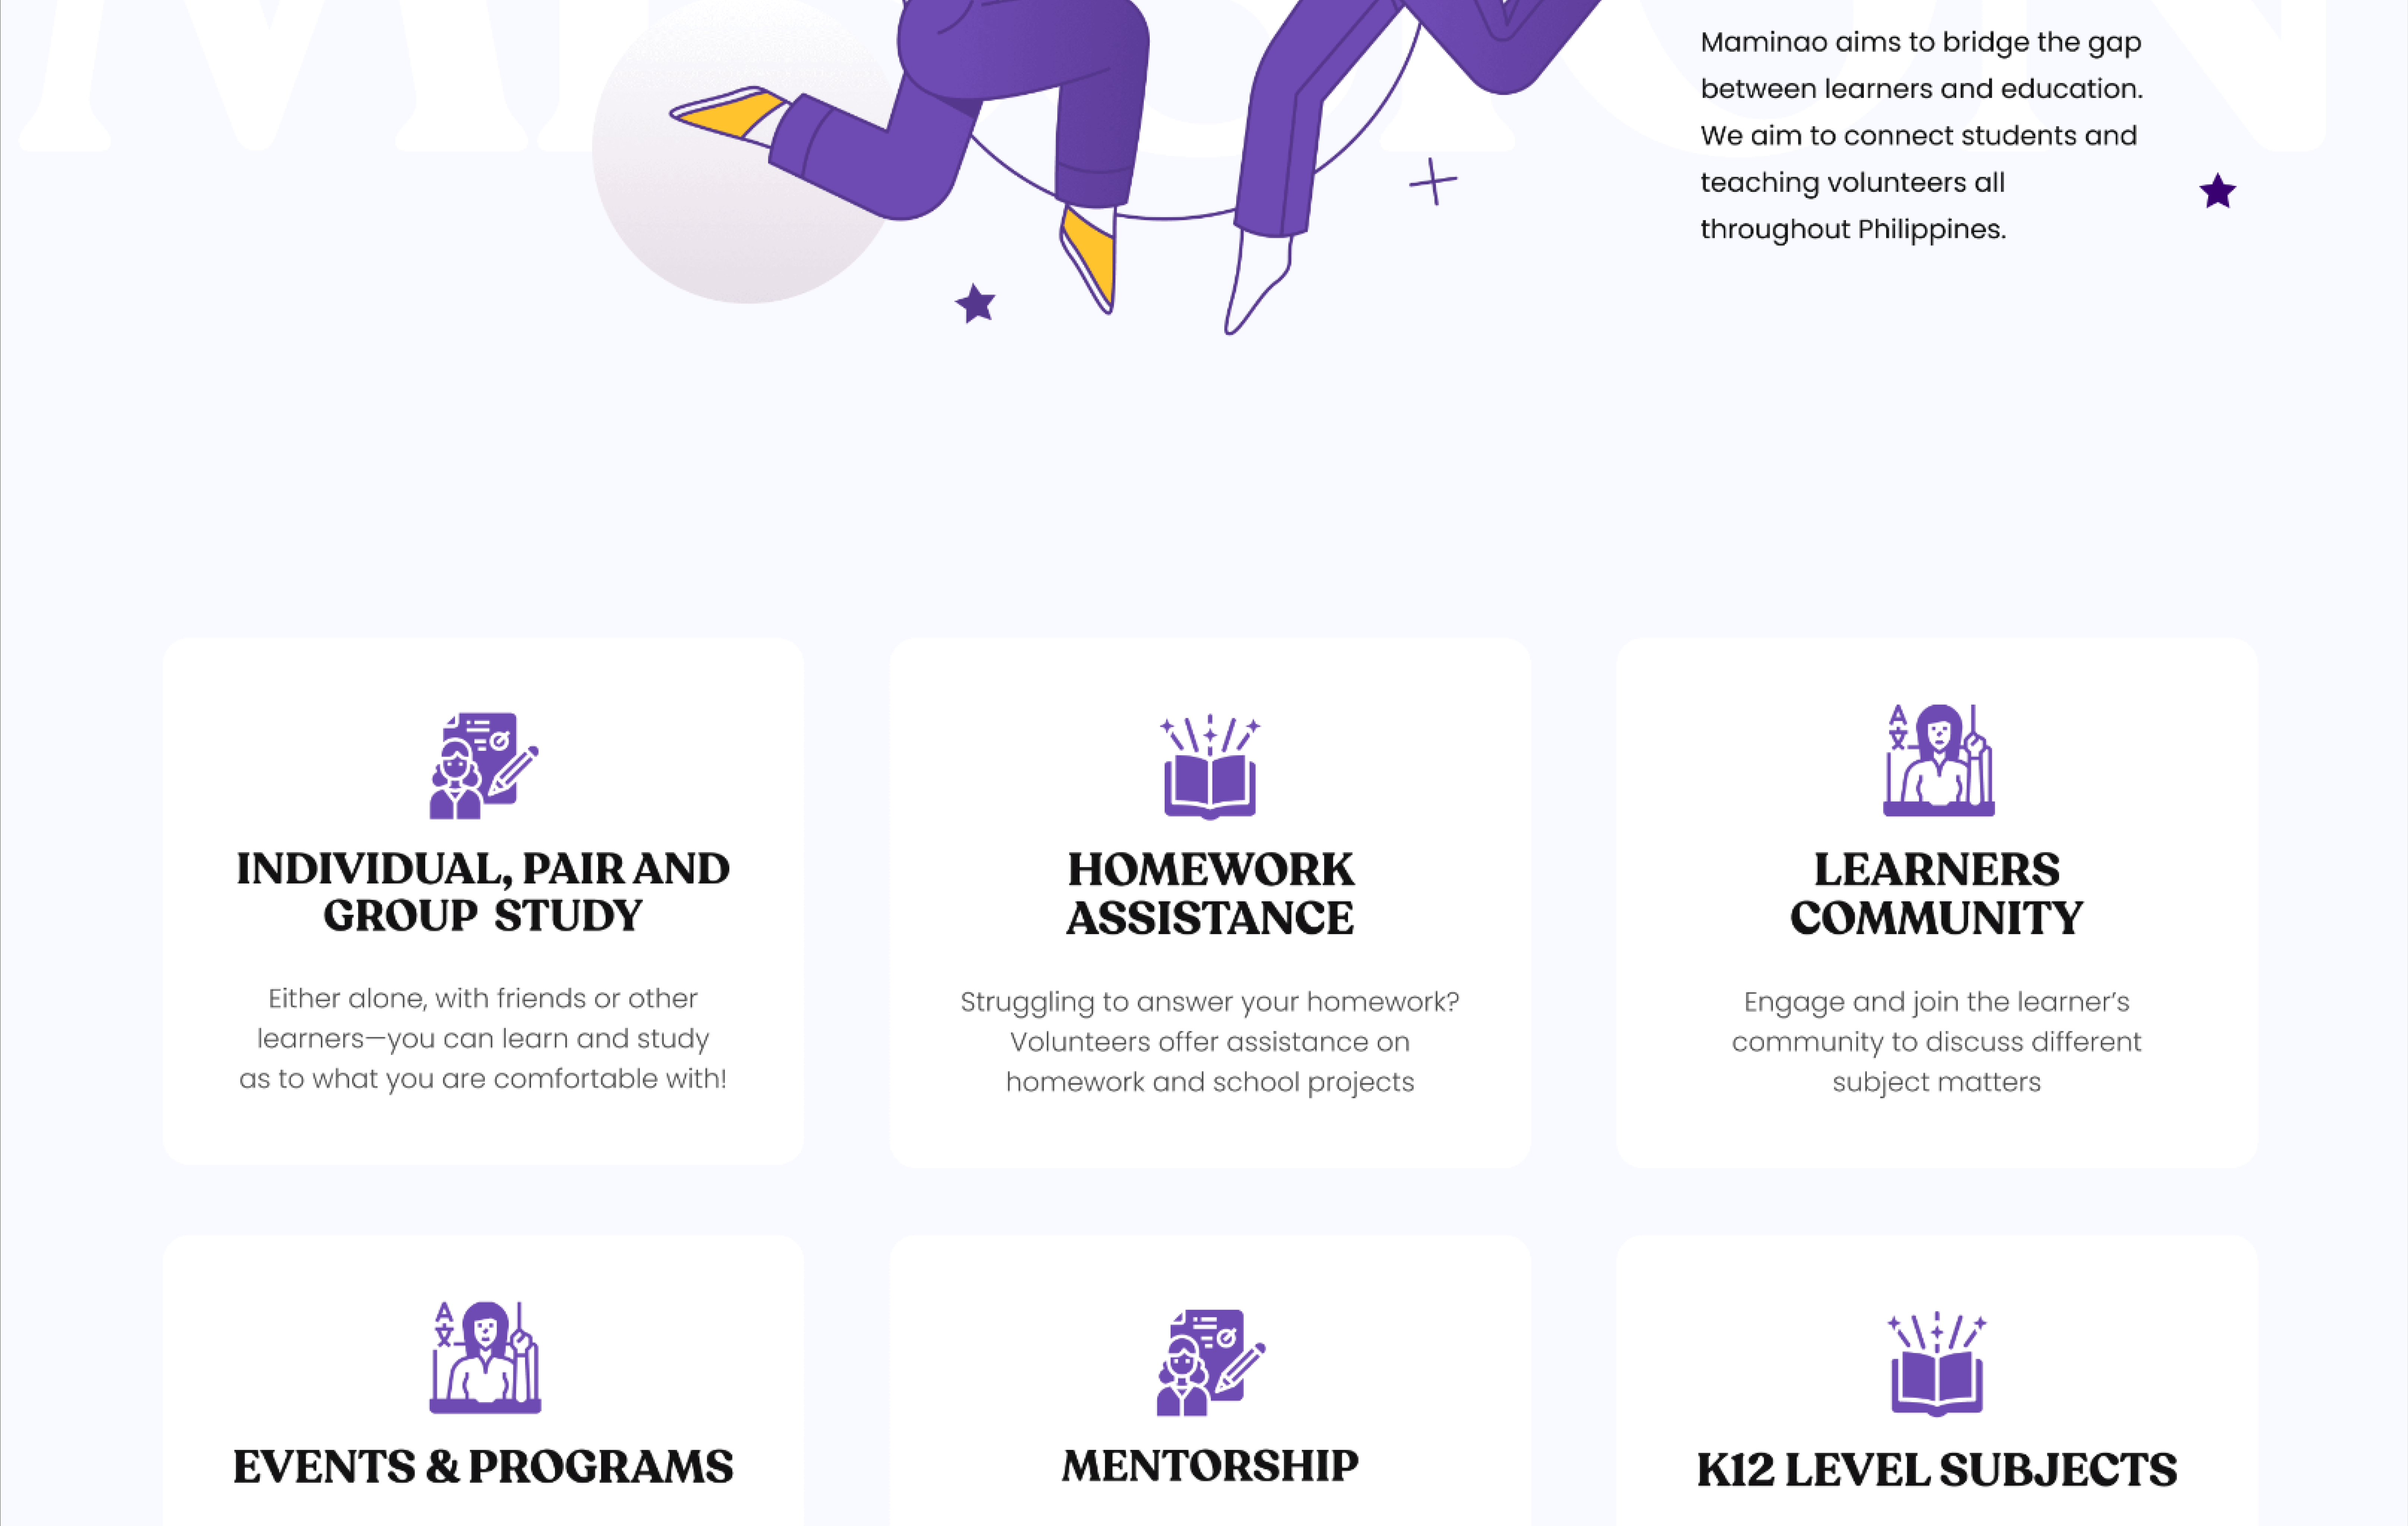 Maminao aims to bridge the gap
between learners and education.
We aim to connect students and
teaching volunteers all
throughout Philippines.
INDIVIDUAL, PAIR AND
GROUP STUDY
Either alone, with friends or other
learners—you can learn and study
as to what you are comfortable with!
HOMEWORK
ASSISTANCE
Struggling to answer your homework?
Volunteers offer assistance on
homework and school projects
LEARNERS
COMMUNITY
Engage and join the learner's
community to discuss different
subject matters
EVENTS & PROGRAMS
MENTORSHIP
K12 LEVEL SUBJECTS